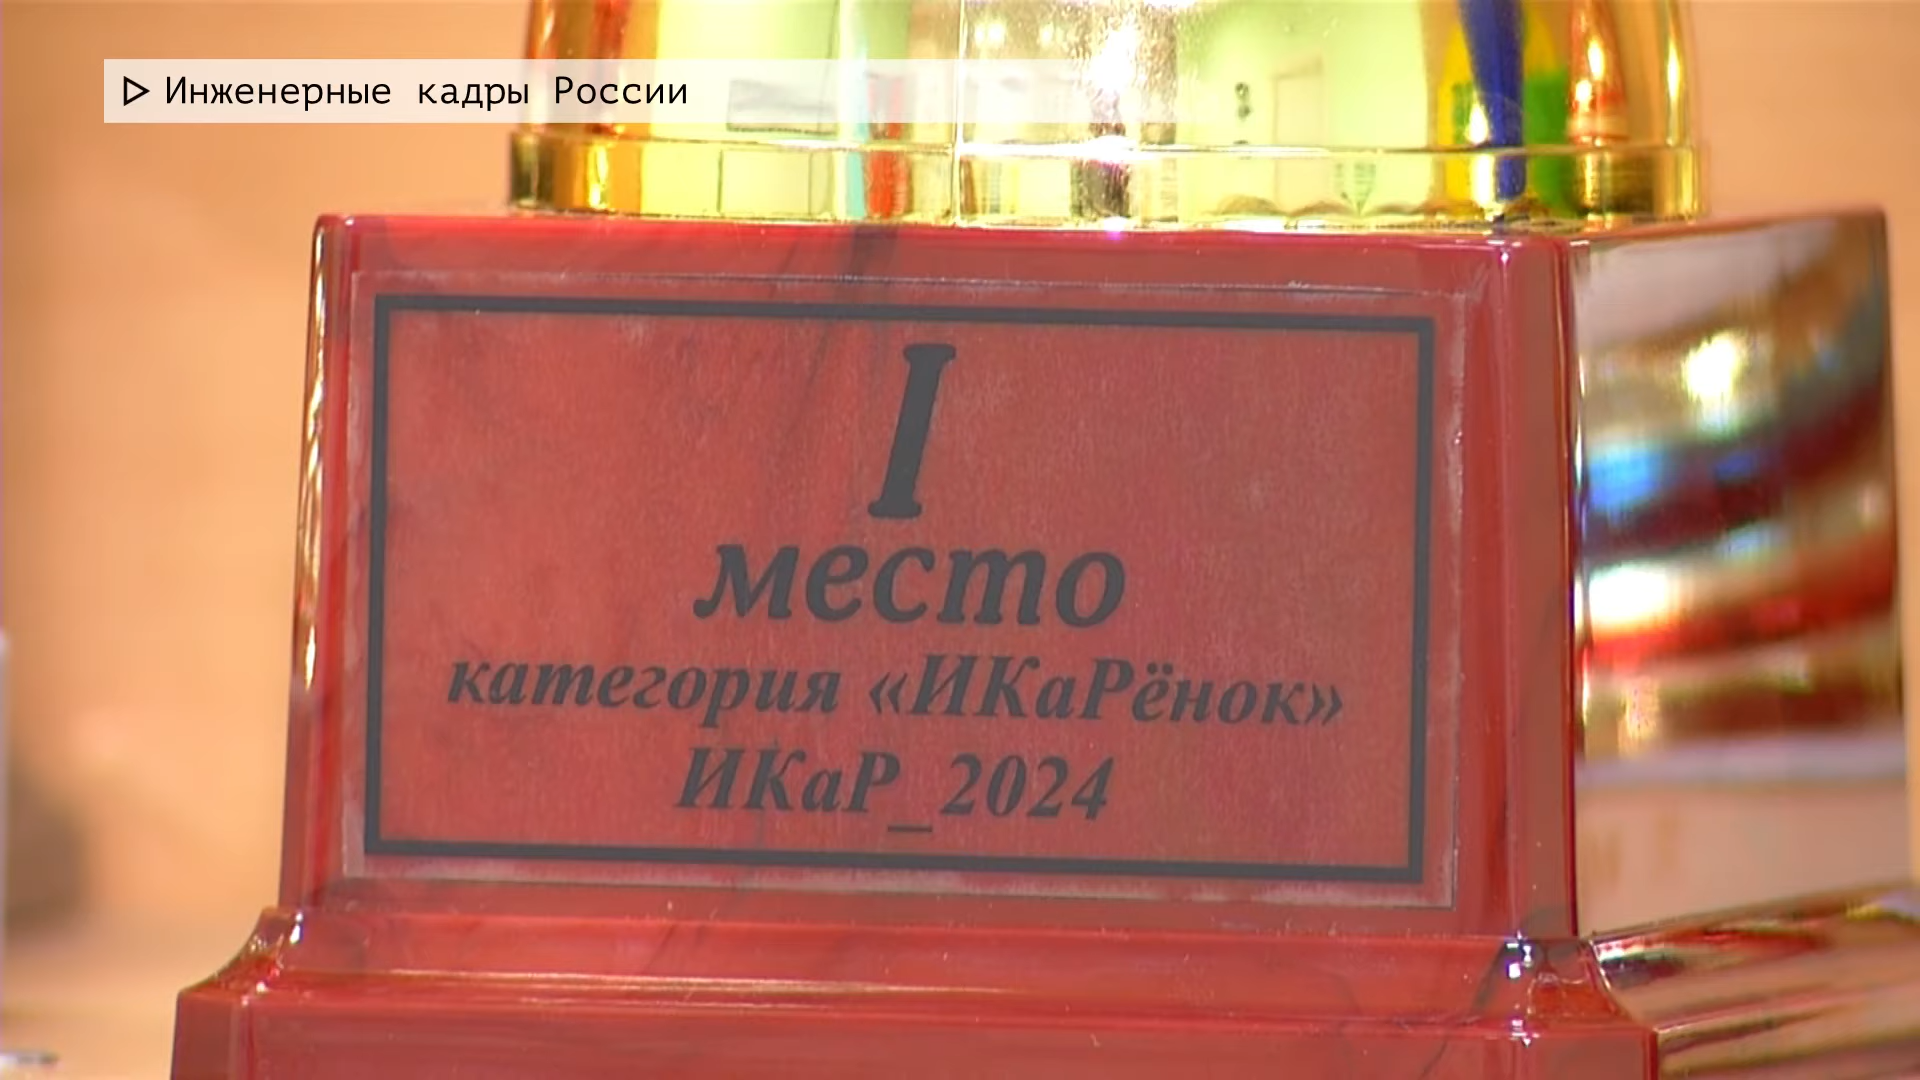 Инженерные кадры России
I
место
категория «ИКаРёнок»
ИКаР_2024